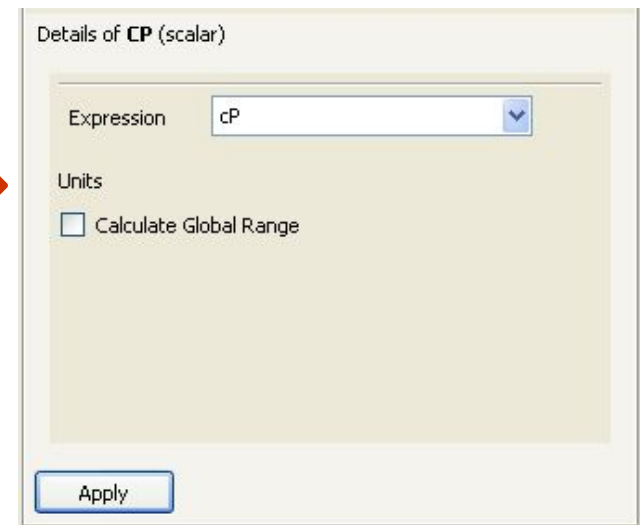 Details of CP (scalar)
Expression cP
Units
Calculate Global Range
Apply